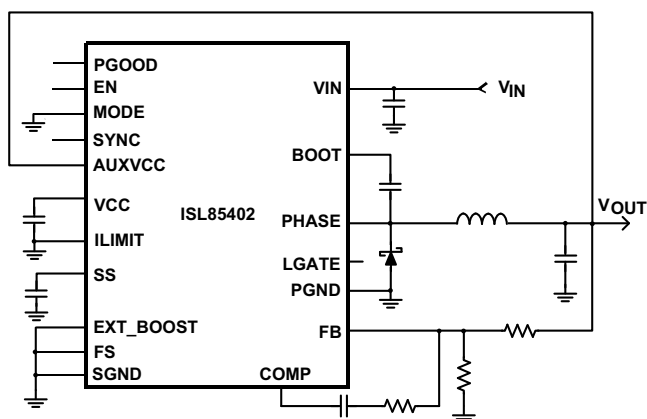 PGOOD
EN
MODE
SYNC
AUXVCC
VCC
ILIMIT
SS
EXT_BOOST
FS
SGND
ISL85402
VIN
BOOT
PHASE
LGATE
PGND
FB
COMP
VIN
VOUT